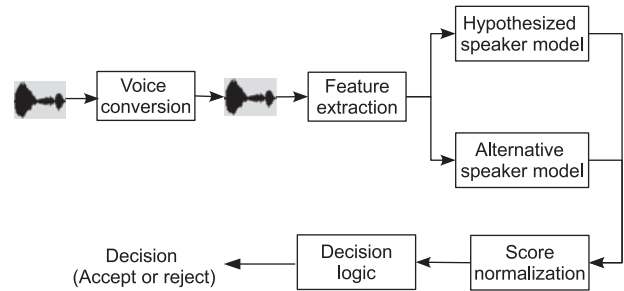 Voice
conversion
Feature
extraction
Hypothesized
speaker model
Alternative
speaker model
Score
normalization
Decision
logic
Decision
(Accept or reject)